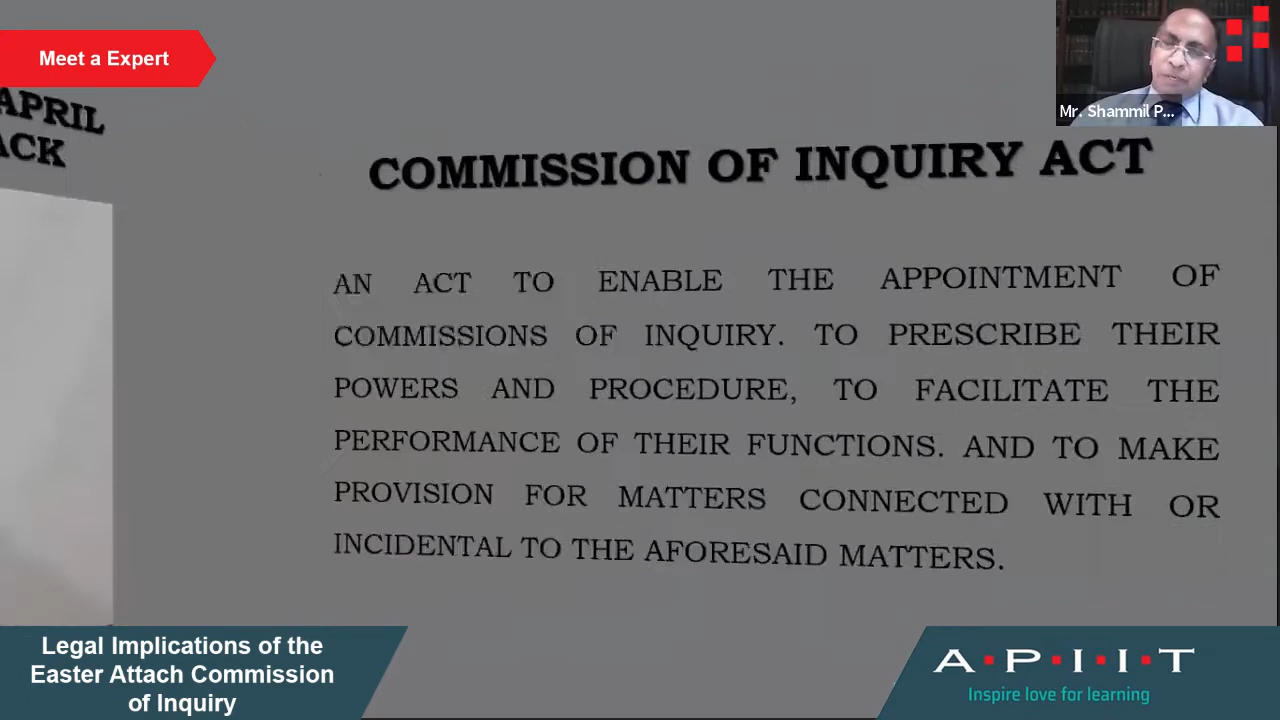 Meet a Expert
Mr. Shammil P...
APRIL
ACK
COMMISSION OF INQUIRY ACT
AN ACT TO ENABLE THE APPOINTMENT OF
COMMISSIONS OF INQUIRY. TO PRESCRIBE THEIR
POWERS AND PROCEDURE, TO FACILITATE THE
PERFORMANCE OF THEIR FUNCTIONS. AND TO MAKE
PROVISION FOR MATTERS CONNECTED WITH OR
INCIDENTAL TO THE AFORESAID MATTERS.
Legal Implications of the
Easter Attach Commission
of Inquiry
A·P·I·I·T
Inspire love for learning